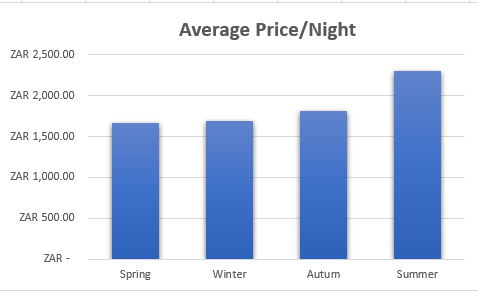 Average Price/Night
ZAR 2,500.00
ZAR 2,000.00
ZAR 1,500.00
ZAR 1,000.00
ZAR 500.00
ZAR -
Spring Winter Autum Summer